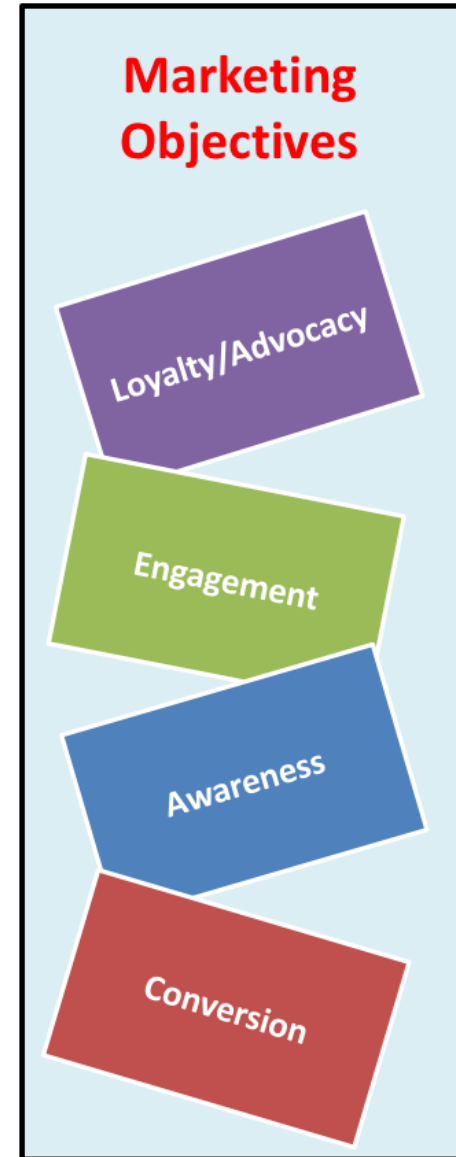 Marketing
Objectives
Loyalty/Advocacy
Engagement
Awareness
Conversion